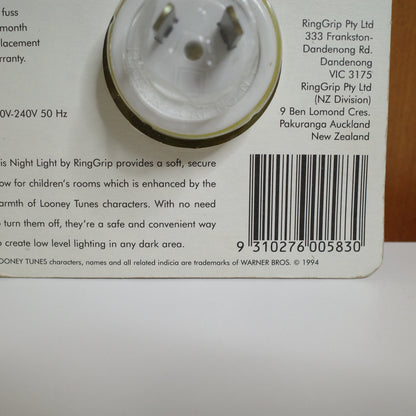 fuss
month
placement
rranty.
0V-240V 50 Hz
RingGrip Pty Ltd
333 Frankston-
Dandenong Rd.
Dandenong
VIC 3175
RingGrip Pty Ltd
(NZ Division)
9 Ben Lomond Cres.
Pakuranga Auckland
New Zealand
is Night Light by RingGrip provides a soft, secure
ow for children's rooms which is enhanced by the
armth of Looney Tunes characters. With no need
o turn them off, they're a safe and convenient way
o create low level lighting in any dark area.
9 310276 005830
OONEY TUNES characters, names and all related indicia are trademarks of WARNER BROS. © 1994